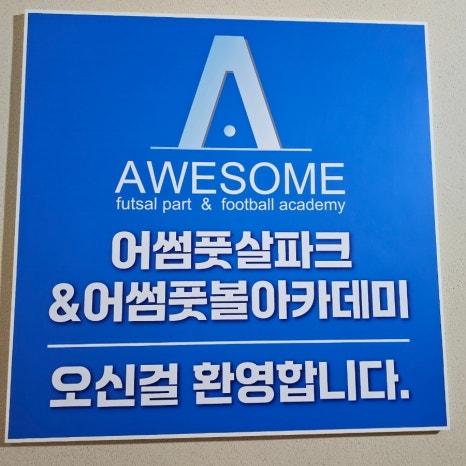 AWESOME
futsal part & football academy
어썸풋살파크
&어썸풋볼아카데미
오신걸 환영합니다.